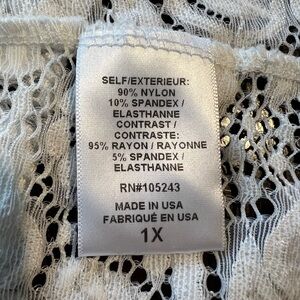 SELF/EXTERIEUR:
90% NYLON
10% SPANDEX /
ELASTHANNE
CONTRAST /
CONTRASTE:
95% RAYON / RAYONNE
5% SPANDEX /
ELASTHANNE
RN#105243
MADE IN USA
FABRIQUÉ EN USA
1X